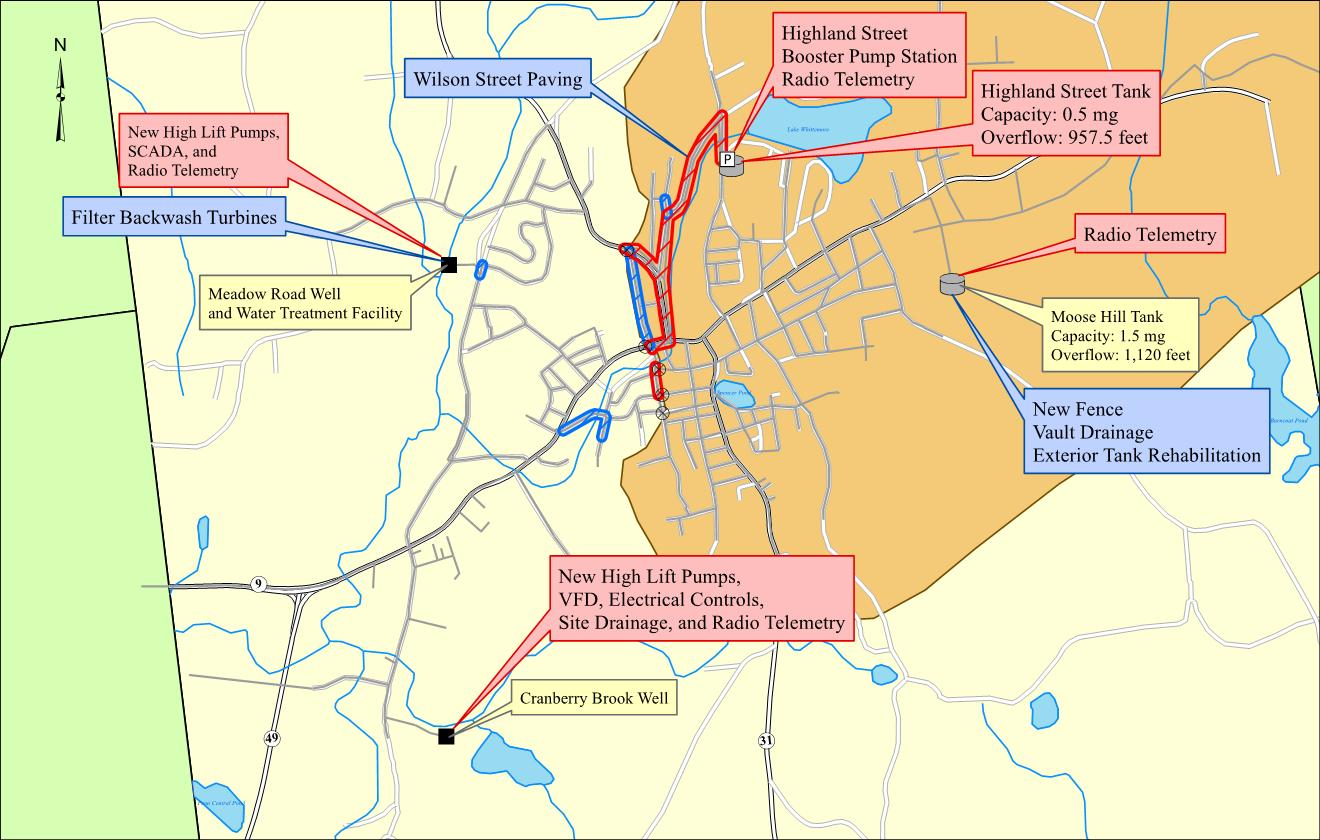 N
Highland Street
Booster Pump Station
Radio Telemetry
Wilson Street Paving
Highland Street Tank
Capacity: 0.5 mg
Overflow: 957.5 feet
New High Lift Pumps,
SCADA, and
Radio Telemetry
Lake Whittemore
P
Filter Backwash Turbines
Radio Telemetry
Meadow Road Well
and Water Treatment Facility
Moose Hill Tank
Capacity: 1.5 mg
Overflow: 1,120 feet
Spencer Pond
New Fence
Vault Drainage
Exterior Tank Rehabilitation
Burncoat Pond
9
New High Lift Pumps,
VFD, Electrical Controls,
Site Drainage, and Radio Telemetry
Cranberry Brook Well
49
31
Central Pond